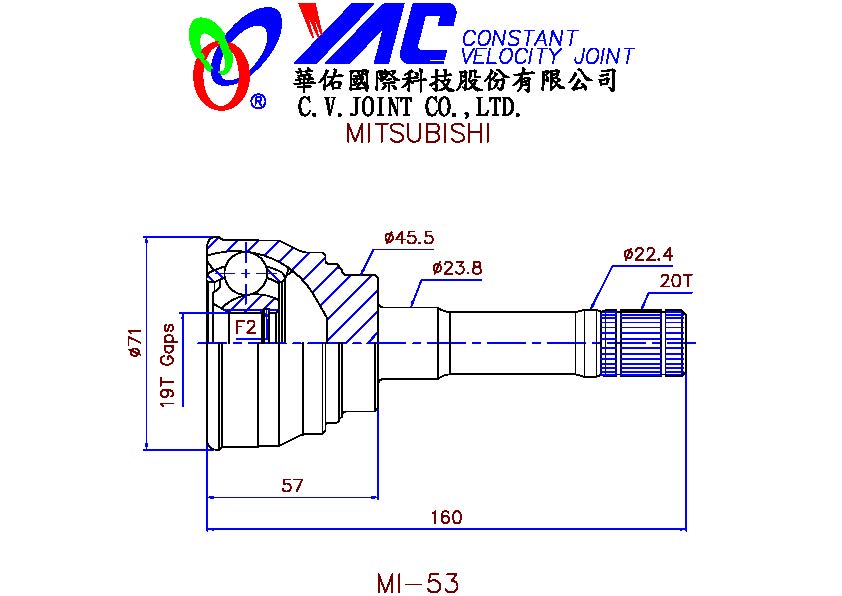 YAC CONSTANT
VELOCITY JOINT
®
華佑國際科技股份有限公司
C.V.JOINT CO.,LTD.
MITSUBISHI
ø45.5
ø23.8
ø22.4
20T
F2
ø71
19T Gaps
57
160
MI-53